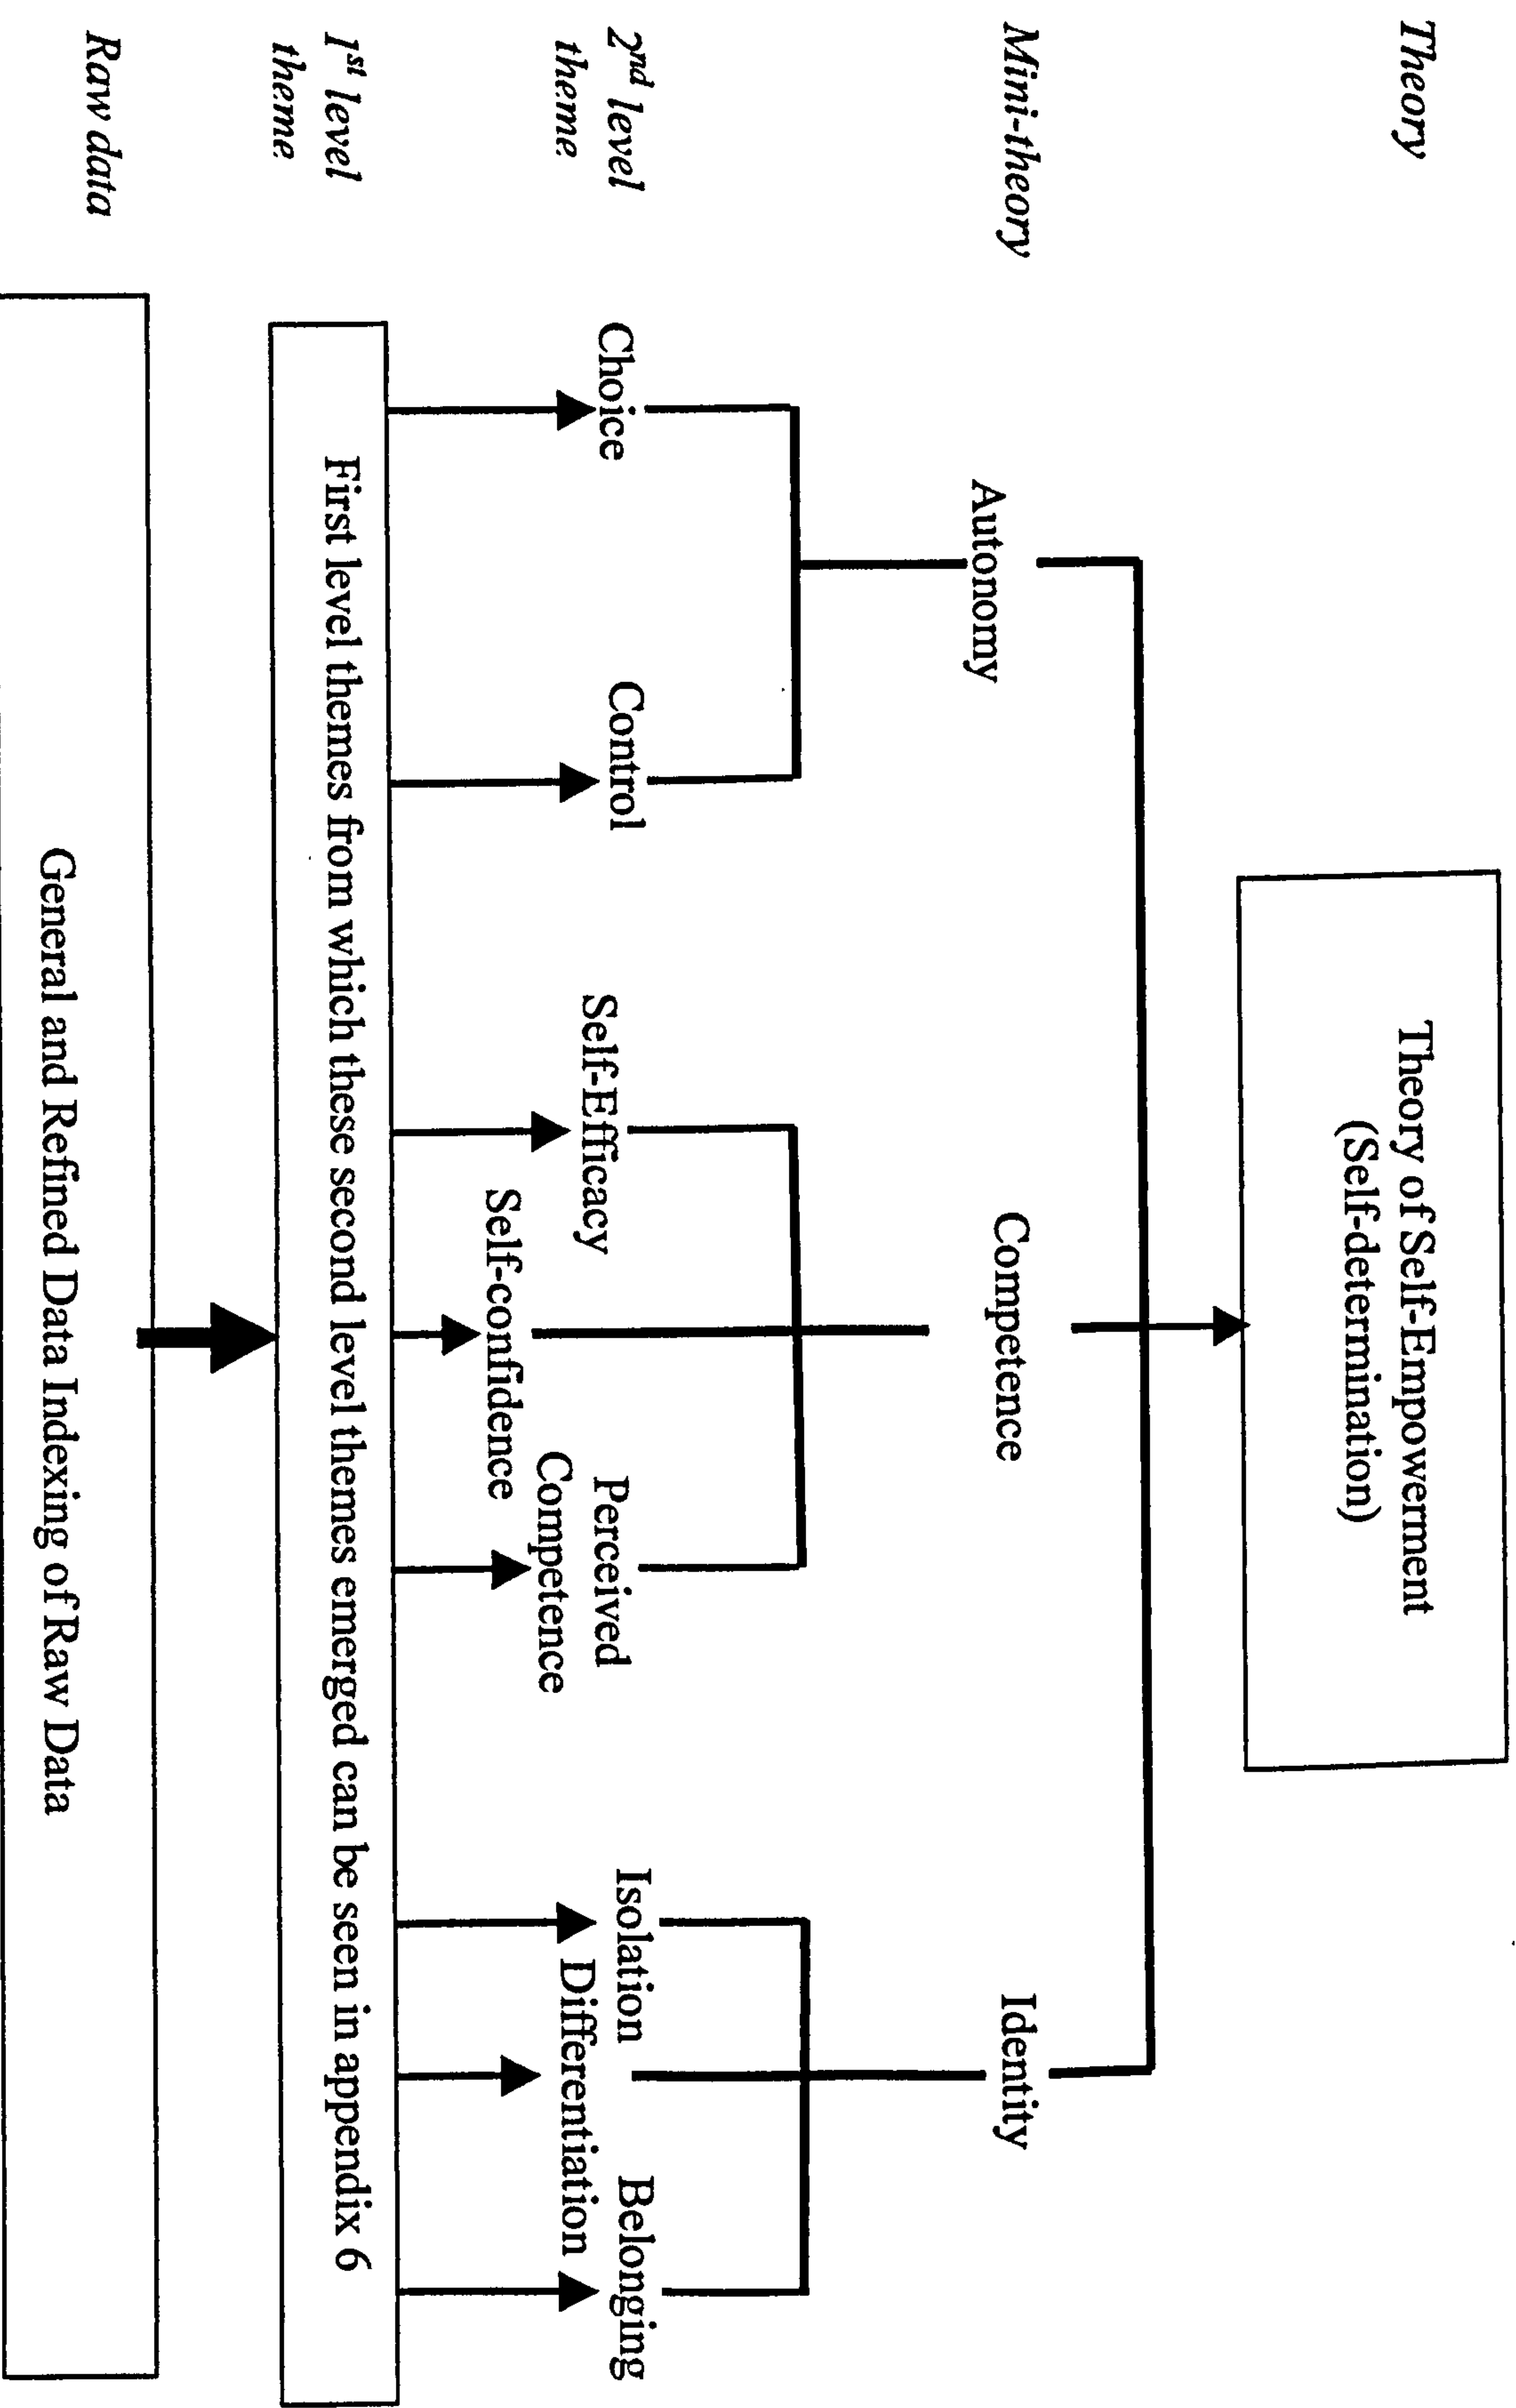 Theory
Theory of Self-Empowerment
(Self-determination)
Mini-theory
Autonomy
Competence
Identity
2nd level
theme
Choice
Control
Self-Efficacy
Self-confidence
Perceived
Competence
Isolation
Differentiation
Belonging
1st level
theme
First level themes from which these second level themes emerged can be seen in appendix 6
Raw data
General and Refined Data Indexing of Raw Data